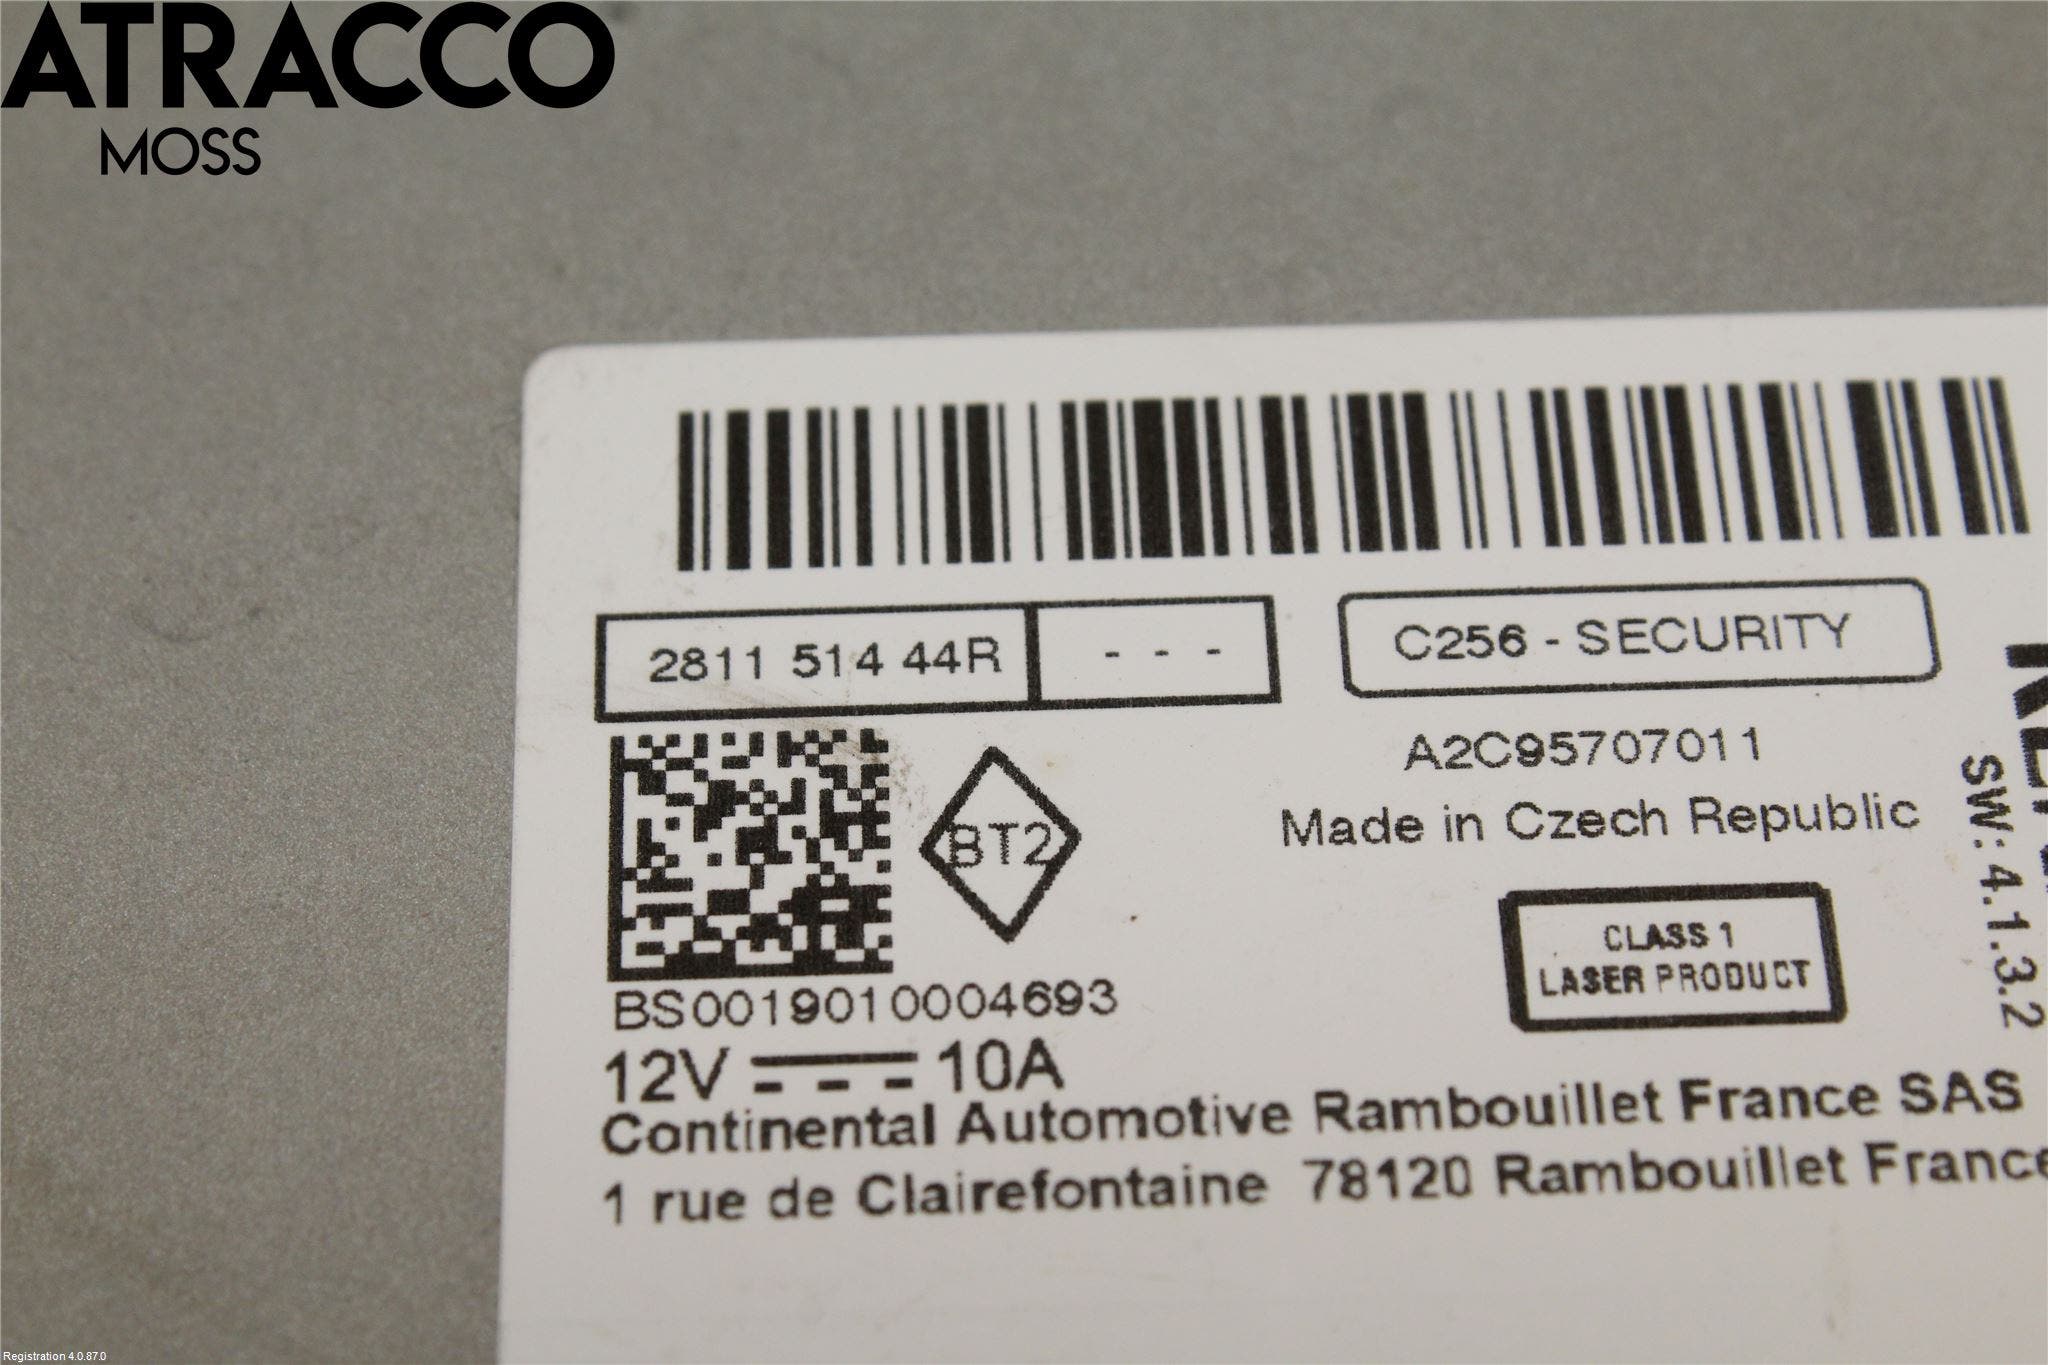 ATRACCO
MOSS
2811 514 44R
- - -
C256 - SECURITY
A2C95707011
Made in Czech Republic
BT2
CLASS 1
LASER PRODUCT
SW:4.1.3.2
BS0019010004693
12V 10A
Continental Automotive Rambouillet France SAS
1 rue de Clairefontaine 78120 Rambouillet France
Registration 4.0.87.0